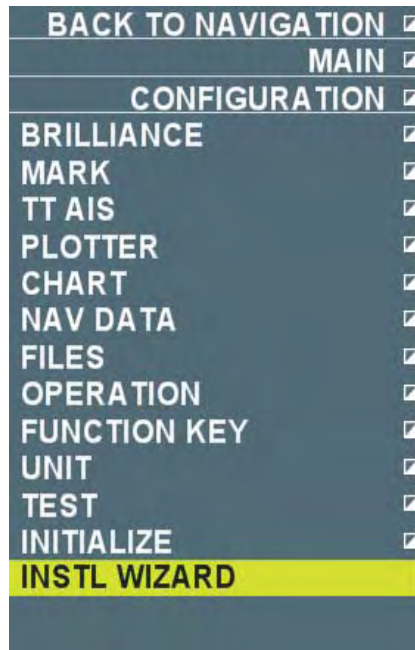 BACK TO NAVIGATION
MAIN
CONFIGURATION
BRILLIANCE
MARK
TT AIS
PLOTTER
CHART
NAV DATA
FILES
OPERATION
FUNCTION KEY
UNIT
TEST
INITIALIZE
INSTL WIZARD